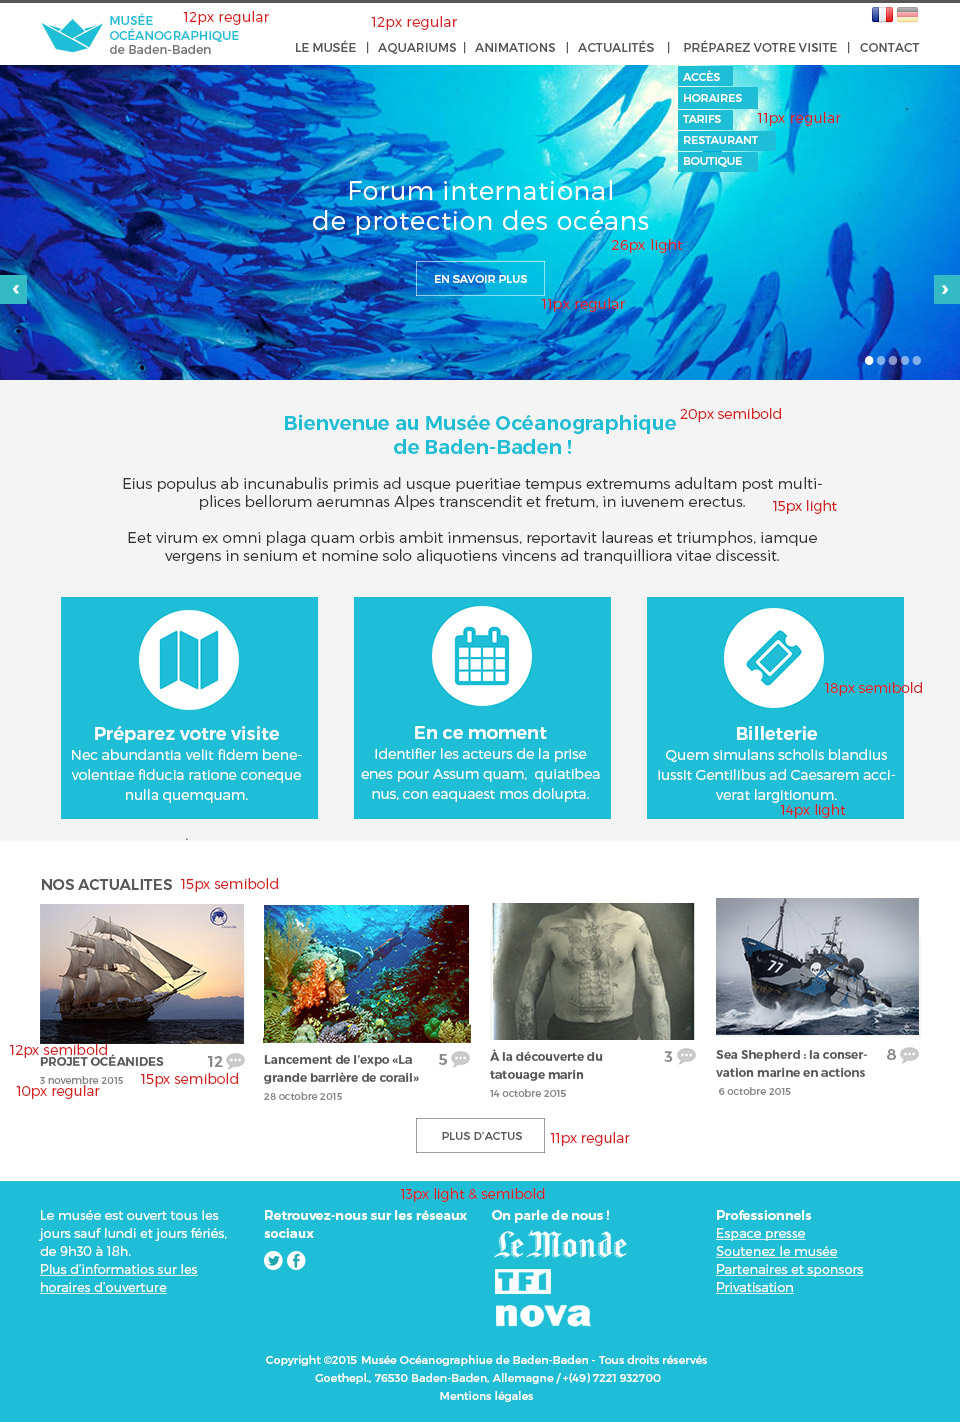 MUSÉE
OCÉANOGRAPHIQUE
de Baden-Baden
12px regular
12px regular
LE MUSÉE | AQUARIUMS | ANIMATIONS | ACTUALITÉS | PRÉPAREZ VOTRE VISITE | CONTACT
ACCÈS
HORAIRES
TARIFS
RESTAURANT
BOUTIQUE
11px regular
Forum international
de protection des océans
26px light
EN SAVOIR PLUS
11px regular
‹
›
Bienvenue au Musée Océanographique
de Baden-Baden !
20px semibold
Eius populus ab incunabulis primis ad usque pueritiae tempus extremums adultam post multi-
plices bellorum aerumnas Alpes transcendit et fretum, in iuvenem erectus.
15px light
Eet virum ex omni plaga quam orbis ambit inmensus, reportavit laureas et triumphos, iamque
vergens in senium et nomine solo aliquotiens vincens ad tranquilliora vitae discessit.
Préparez votre visite
Nec abundantia velit fidem bene-
volentiae fiducia ratione coneque
nulla quemquam.
En ce moment
Identifier les acteurs de la prise
enes pour Assum quam, quiatibea
nus, con eaquaest mos dolupta.
18px semibold
Billeterie
Quem simulans scholis blandius
iussit Gentilibus ad Caesarem acci-
verat largitionum.
14px light
NOS ACTUALITES
15px semibold
12px semibold
PROJET OCÉANIDES
12
3 novembre 2015
15px semibold
10px regular
Lancement de l'expo «La
grande barrière de corail»
5
28 octobre 2015
À la découverte du
tatouage marin
3
14 octobre 2015
77
Sea Shepherd : la conser-
vation marine en actions
8
6 octobre 2015
PLUS D'ACTUS
11px regular
13px light & semibold
Le musée est ouvert tous les
jours sauf lundi et jours fériés,
de 9h30 à 18h.
Plus d'informatios sur les
horaires d'ouverture
Retrouvez-nous sur les réseaux
sociaux
On parle de nous !
Le Monde
TF1
nova
Professionnels
Espace presse
Soutenez le musée
Partenaires et sponsors
Privatisation
Copyright ©2015 Musée Océanographiue de Baden-Baden - Tous droits réservés
Goethepl., 76530 Baden-Baden, Allemagne / +(49) 7221 932700
Mentions légales